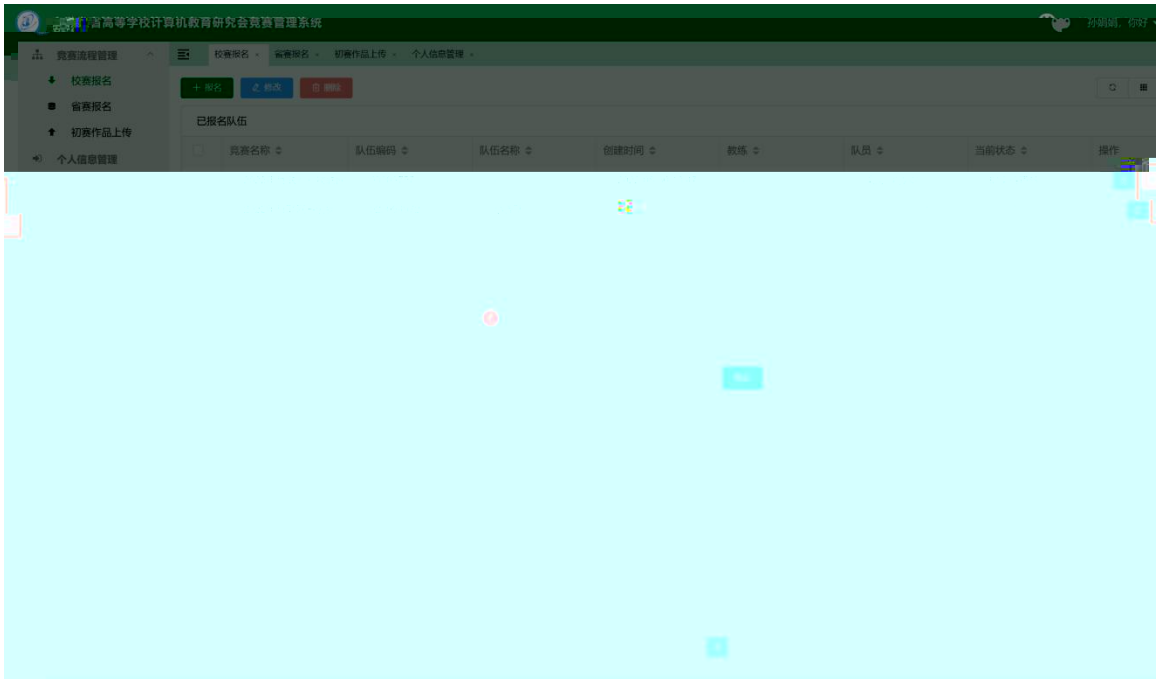 省高等学校计算机教育研究会竞赛管理系统
孙娟娟，你好
竞赛流程管理
校赛报名 省赛报名 初赛作品上传 个人信息管理
校赛报名
省赛报名
初赛作品上传
个人信息管理
+ 报名 修改 删除
已报名队伍
竞赛名称 队伍编码 队伍名称 创建时间 教练 队员 当前状态 操作